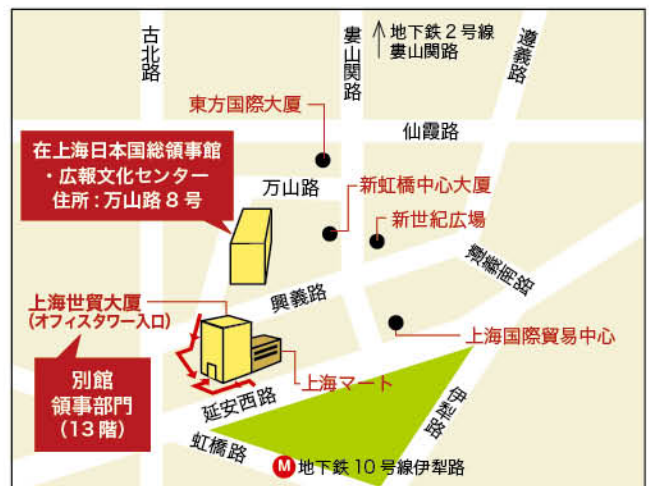 古北路
婁山関路
地下鉄2号線
婁山関路
遵義路
東方国際大厦
仙霞路
在上海日本国総領事館
・広報文化センター
住所:万山路8号
万山路
新虹橋中心大厦
新世紀広場
遵義南路
興義路
上海世貿大厦
(オフィスタワー入口)
上海国際貿易中心
別館
領事部門
(13階)
上海マート
延安西路
伊犁路
虹橋路
M 地下鉄10号線伊犁路